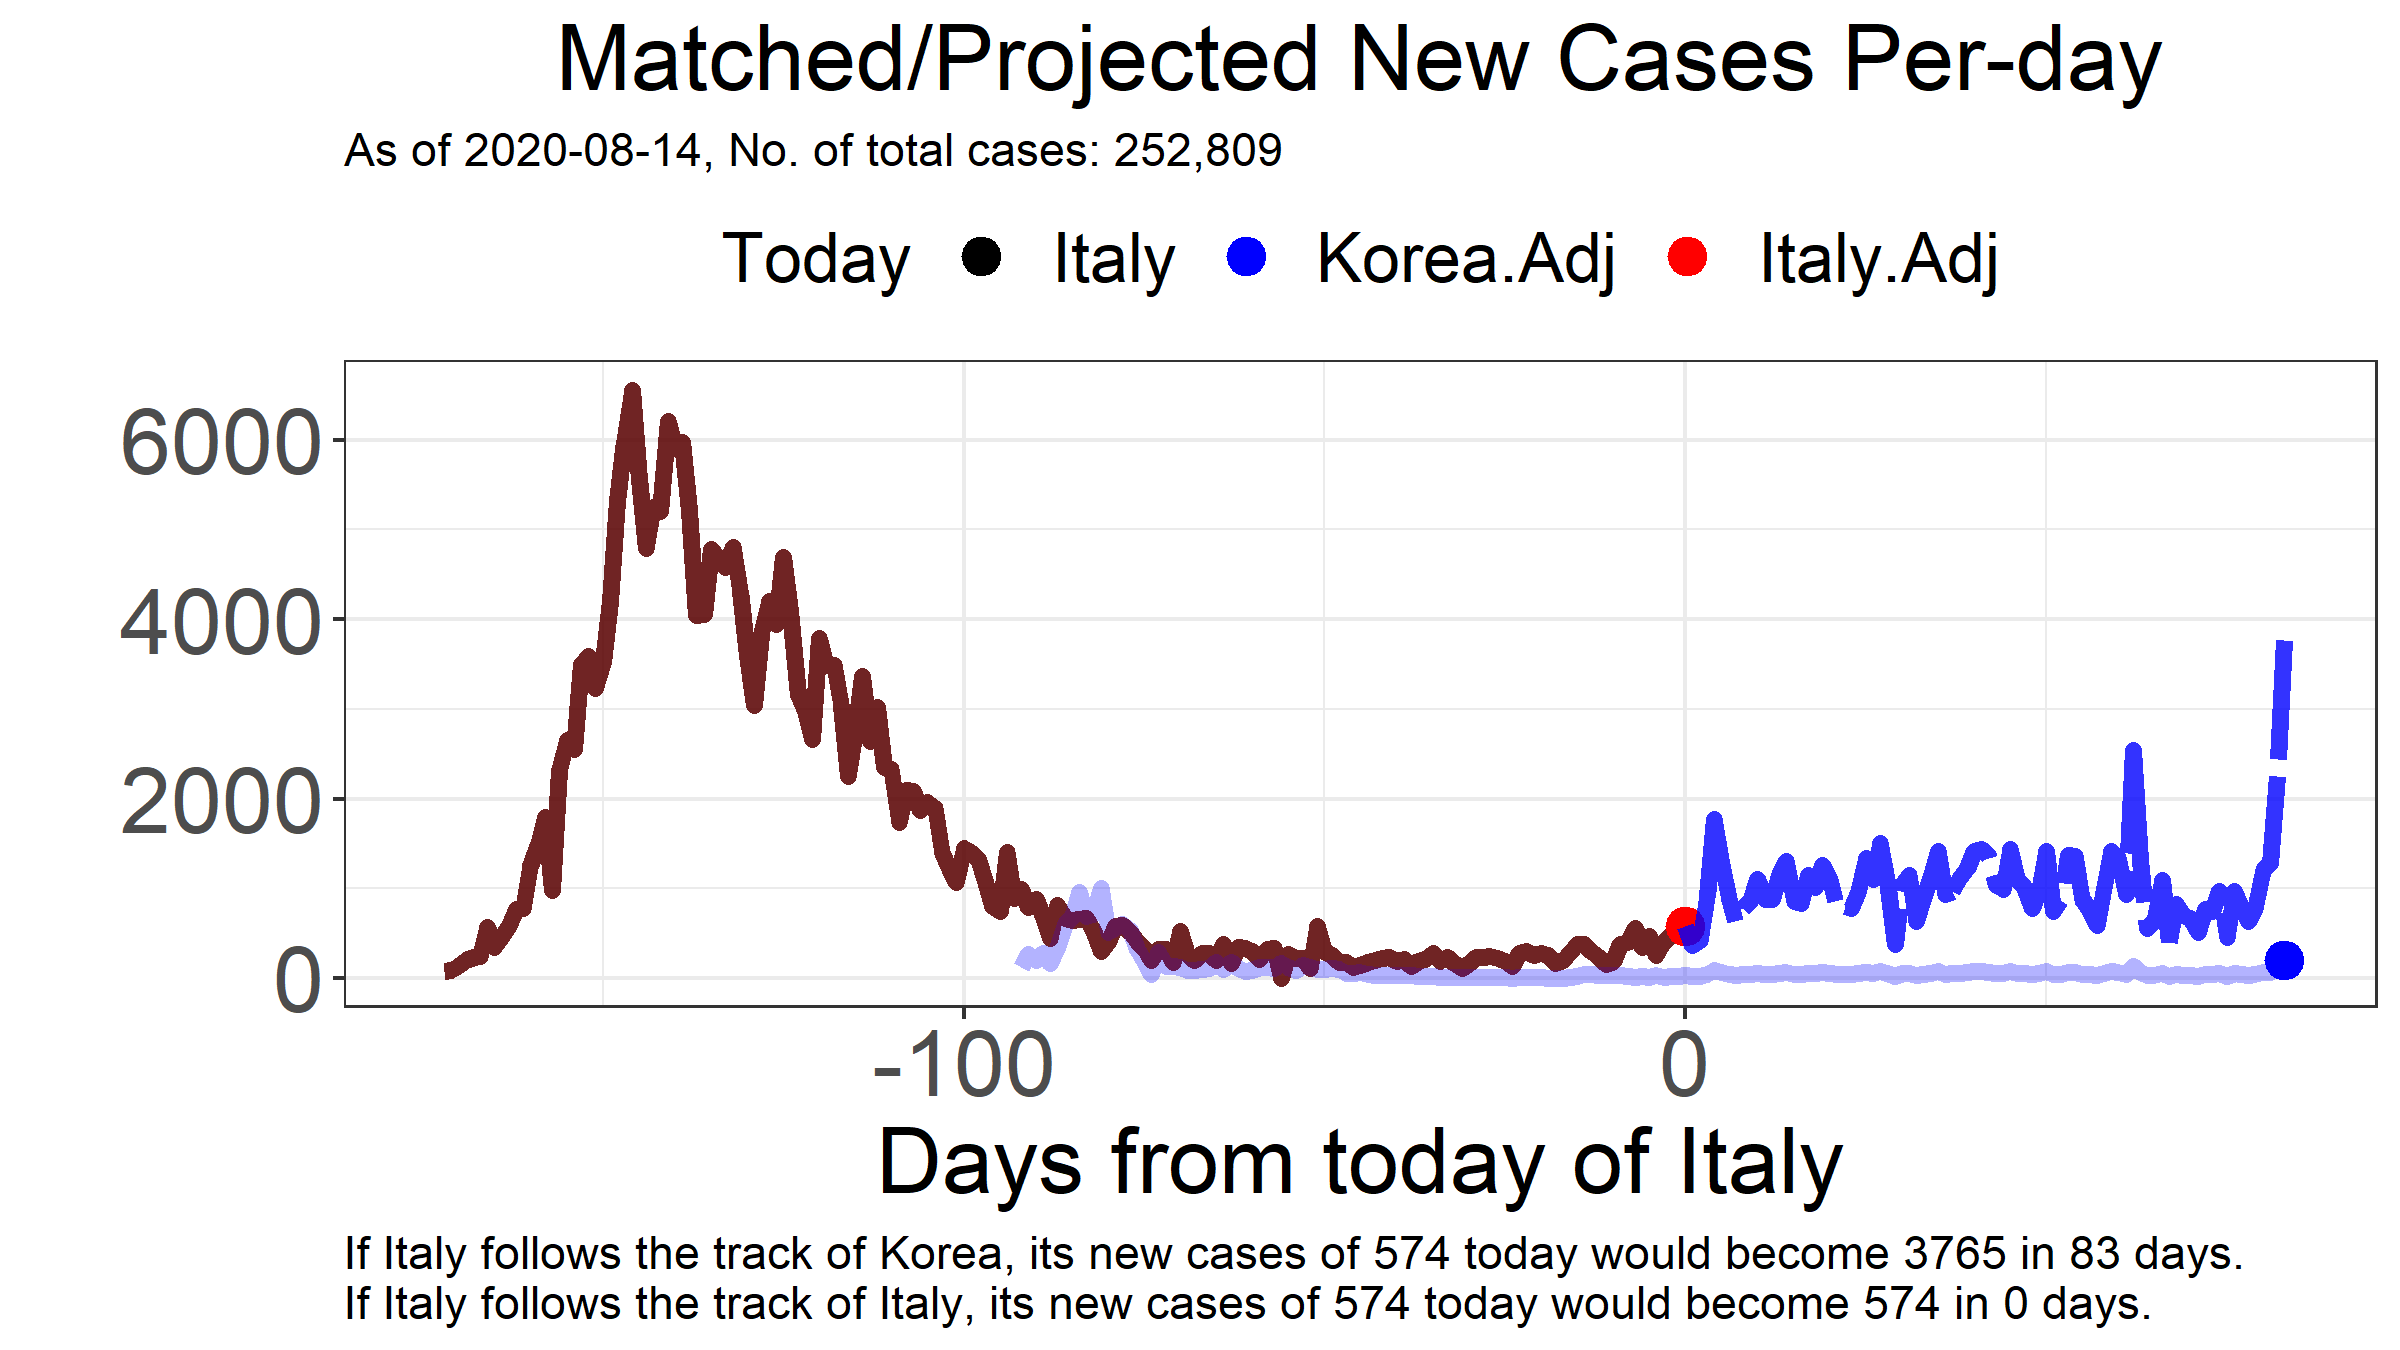 Matched/Projected New Cases Per-day
As of 2020-08-14, No. of total cases: 252,809
Today Italy Korea.Adj Italy.Adj
6000
4000
2000
0
-100 0
Days from today of Italy
If Italy follows the track of Korea, its new cases of 574 today would become 3765 in 83 days.
If Italy follows the track of Italy, its new cases of 574 today would become 574 in 0 days.